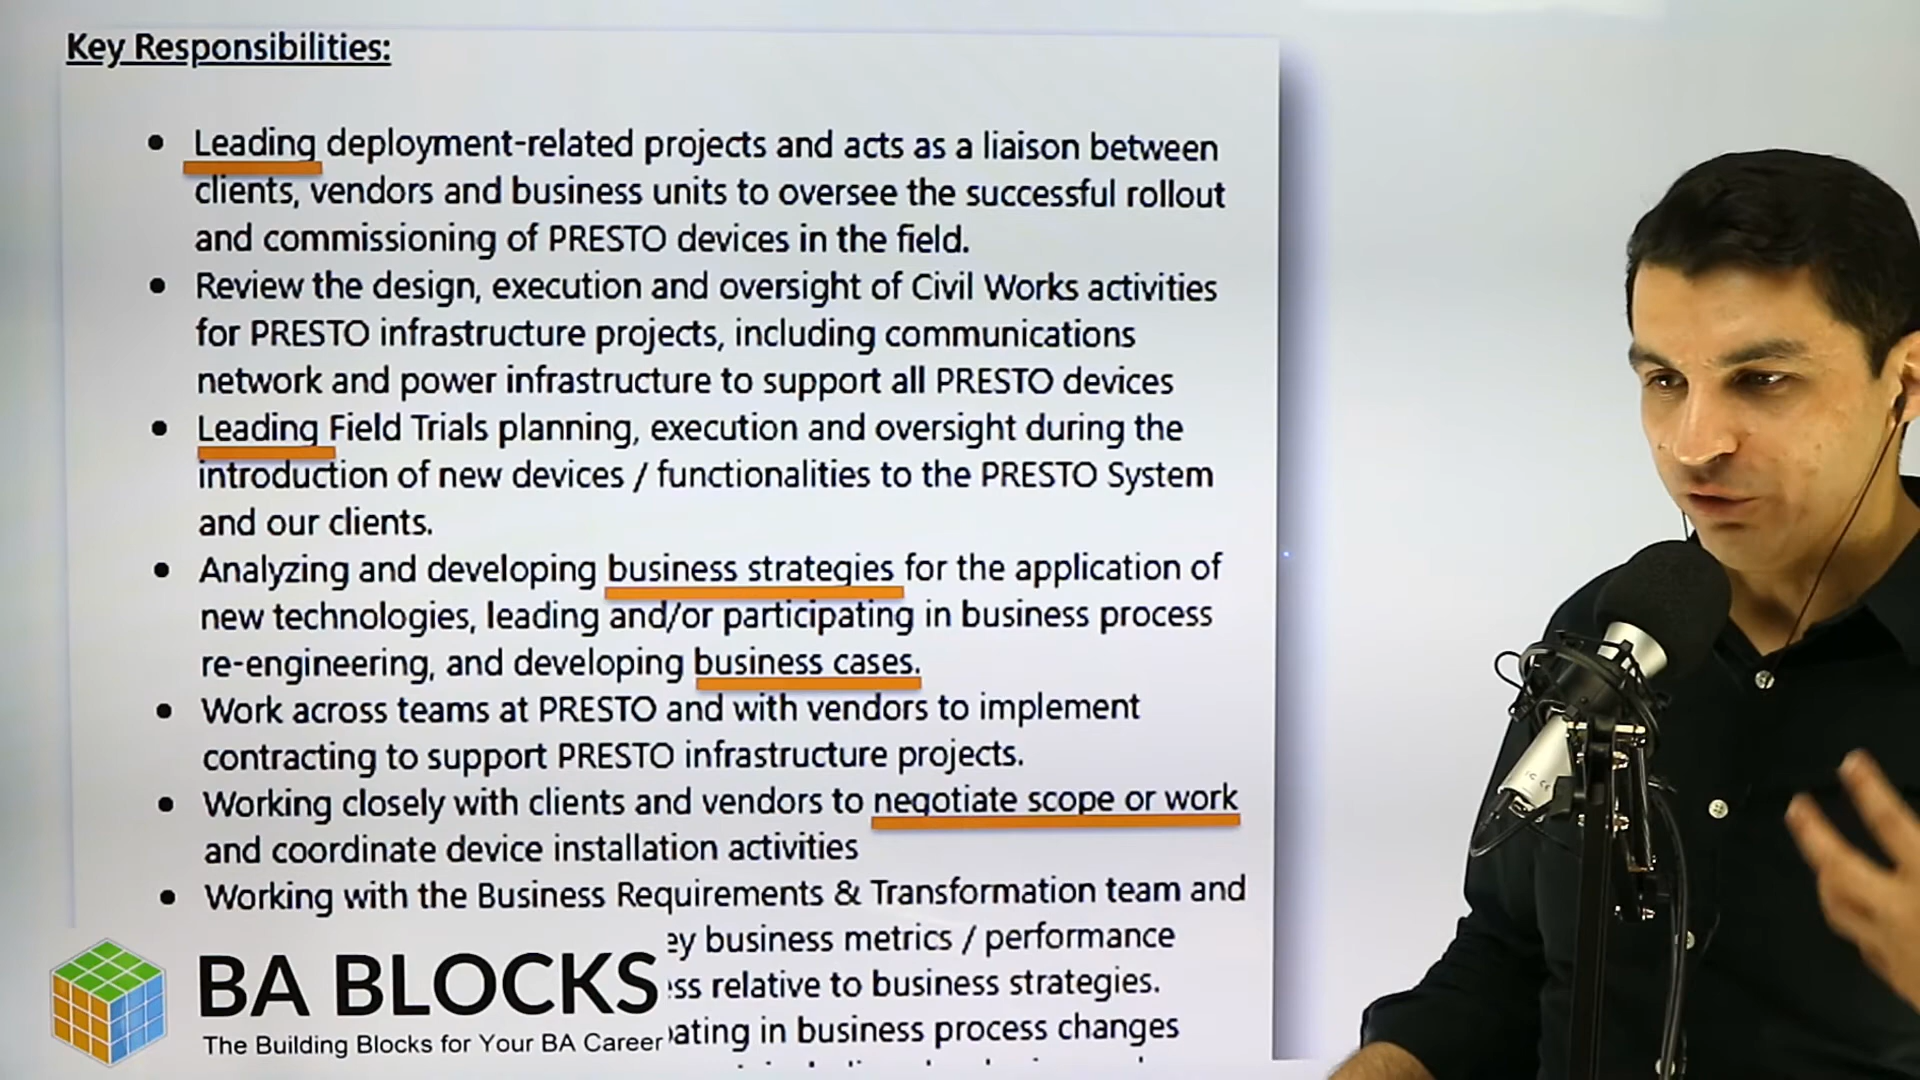 Key Responsibilities:
• Leading deployment-related projects and acts as a liaison between
clients, vendors and business units to oversee the successful rollout
and commissioning of PRESTO devices in the field.
• Review the design, execution and oversight of Civil Works activities
for PRESTO infrastructure projects, including communications
network and power infrastructure to support all PRESTO devices
• Leading Field Trials planning, execution and oversight during the
introduction of new devices / functionalities to the PRESTO System
and our clients.
• Analyzing and developing business strategies for the application of
new technologies, leading and/or participating in business process
re-engineering, and developing business cases.
• Work across teams at PRESTO and with vendors to implement
contracting to support PRESTO infrastructure projects.
• Working closely with clients and vendors to negotiate scope or work
and coordinate device installation activities
• Working with the Business Requirements & Transformation team and
business metrics / performance
relative to business strategies.
in business process changes
BA BLOCKS
The Building Blocks for Your BA Career